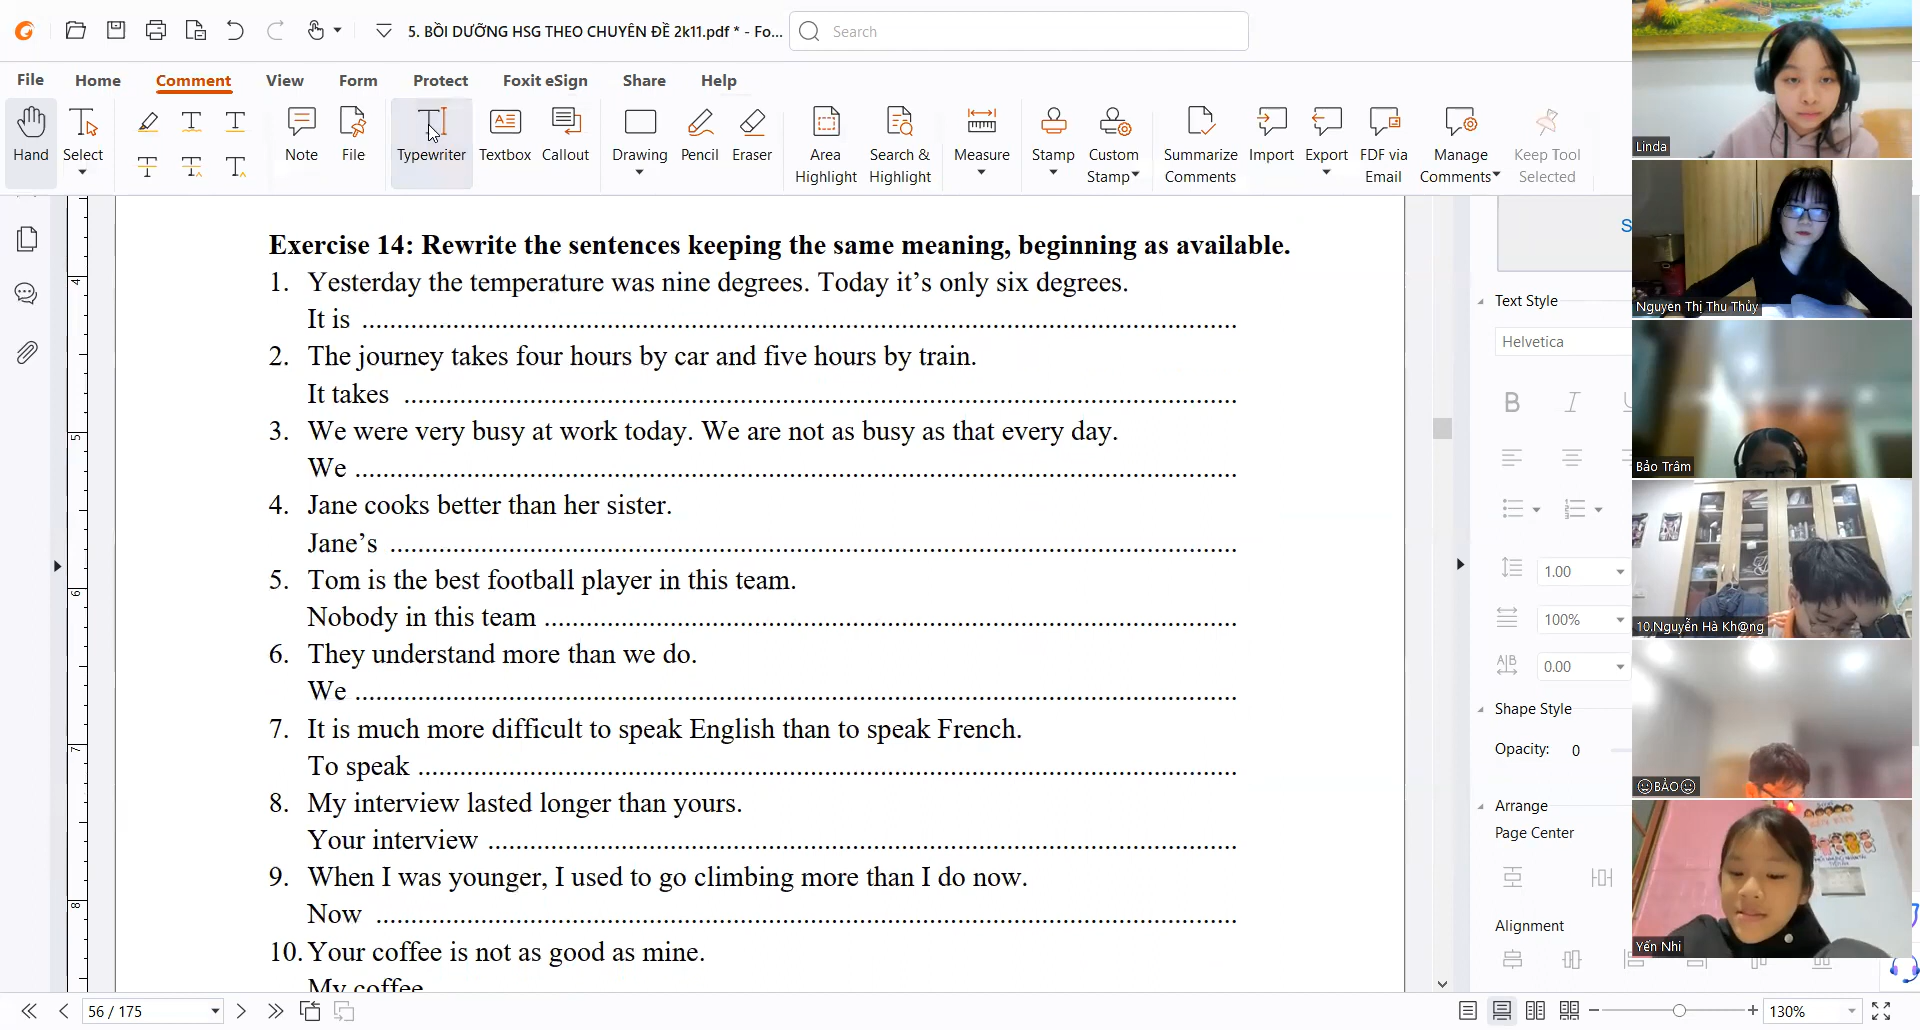 5. BỒI DƯỠNG HSG THEO CHUYÊN ĐỀ 2k11.pdf * - Fo...
Search
File Home Comment View Form Protect Foxit eSign Share Help
Hand Select Note File Typewriter Textbox Callout Drawing Pencil Eraser Area Highlight Search & Highlight Measure Stamp Custom Stamp Summarize Comments Import Export FDF via Email Manage Comments Keep Tool Selected
Exercise 14: Rewrite the sentences keeping the same meaning, beginning as available.
1. Yesterday the temperature was nine degrees. Today it’s only six degrees.
It is ........................................................................................................
2. The journey takes four hours by car and five hours by train.
It takes ........................................................................................................
3. We were very busy at work today. We are not as busy as that every day.
We ........................................................................................................
4. Jane cooks better than her sister.
Jane’s ........................................................................................................
5. Tom is the best football player in this team.
Nobody in this team ........................................................................................
6. They understand more than we do.
We ........................................................................................................
7. It is much more difficult to speak English than to speak French.
To speak ........................................................................................................
8. My interview lasted longer than yours.
Your interview ................................................................................................
9. When I was younger, I used to go climbing more than I do now.
Now ........................................................................................................
10. Your coffee is not as good as mine.
My coffee
4
5
6
7
8
Text Style
Helvetica
B I U
1.00
100%
0.00
Shape Style
Opacity: 0
Arrange
Page Center
Alignment
Linda
Nguyen Thị Thu Thủy
Bảo Trâm
10.Nguyễn Hà Kh@ng
BẢO
Yến Nhi
56 / 175
130%